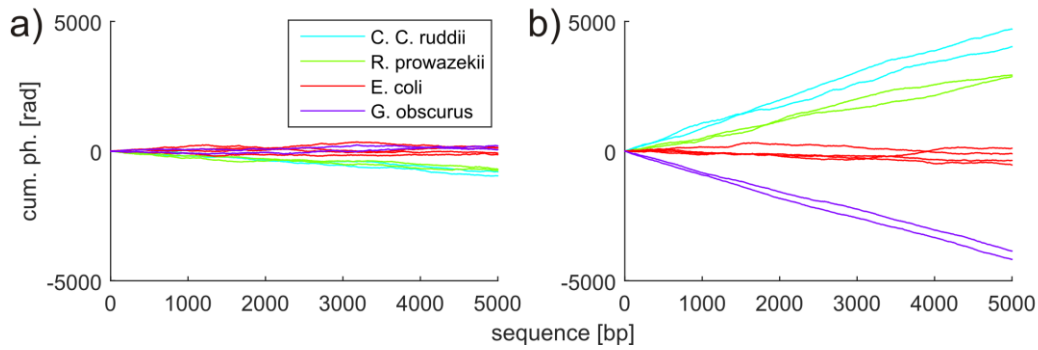 a)
cum. ph. [rad]
5000
0
-5000
C. C. ruddii
R. prowazekii
E. coli
G. obscurus
0 1000 2000 3000 4000 5000
b)
5000
0
-5000
0 1000 2000 3000 4000 5000
sequence [bp]